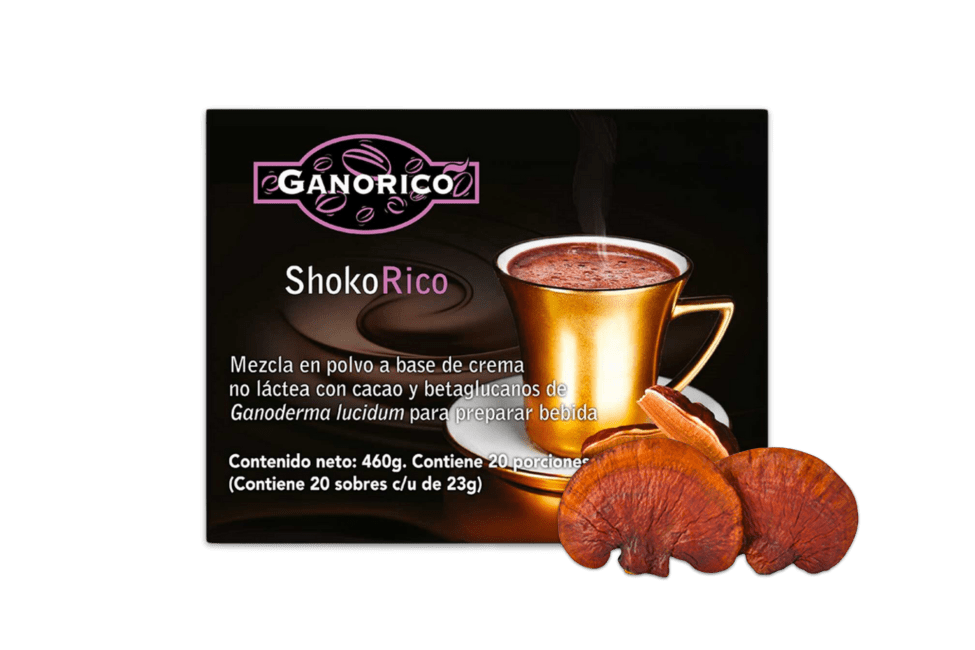 GANORICO
ShokoRico
Mezcla en polvo a base de crema
no láctea con cacao y betaglucanos de
Ganoderma lucidum para preparar bebida
Contenido neto: 460g. Contiene 20 porciones
(Contiene 20 sobres c/u de 23g)